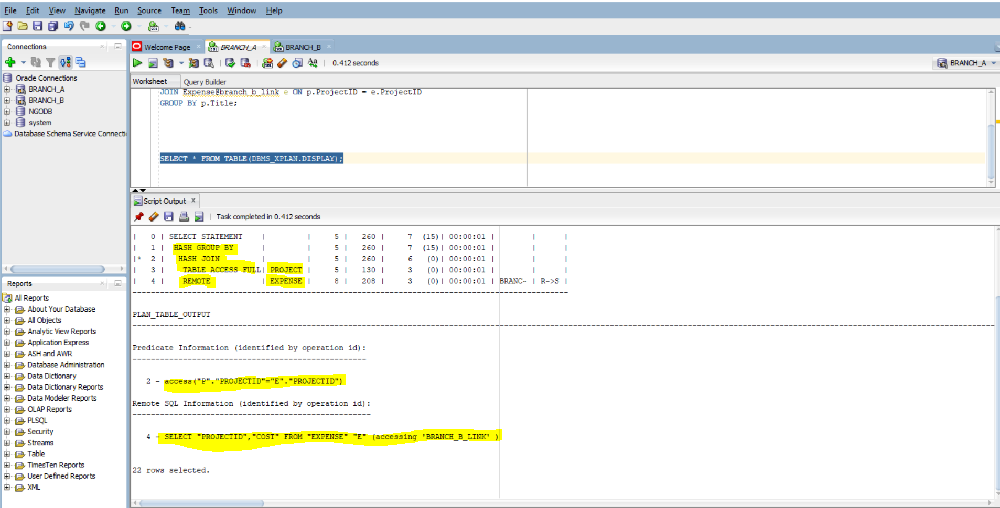 File Edit View Navigate Run Source Team Tools Window Help
Connections
Oracle Connections
BRANCH_A
BRANCH_B
NGODB
system
Database Schema Service Connecti
Reports
All Reports
About Your Database
All Objects
Analytic View Reports
Application Express
ASH and AWR
Database Administration
Data Dictionary
Data Dictionary Reports
Data Modeler Reports
OLAP Reports
PLSQL
Security
Streams
Table
TimesTen Reports
User Defined Reports
XML
Welcome Page BRANCH_A BRANCH_B
0.412 seconds BRANCH_A
Worksheet Query Builder
JOIN Expense@branch_b_link e ON p.ProjectID = e.ProjectID
GROUP BY p.Title;
SELECT * FROM TABLE(DBMS_XPLAN.DISPLAY);
Script Output x
Task completed in 0.412 seconds
| 0 | SELECT STATEMENT | | 5 | 260 | 7 (15)| 00:00:01 | | |
| 1 | HASH GROUP BY | | 5 | 260 | 7 (15)| 00:00:01 | | |
|* 2 | HASH JOIN | | 5 | 260 | 6 (0)| 00:00:01 | | |
| 3 | TABLE ACCESS FULL| PROJECT | 5 | 130 | 3 (0)| 00:00:01 | | |
| 4 | REMOTE | EXPENSE | 8 | 208 | 3 (0)| 00:00:01 | BRANC~ | R->S |
PLAN_TABLE_OUTPUT
Predicate Information (identified by operation id):
2 - access("P"."PROJECTID"="E"."PROJECTID")
Remote SQL Information (identified by operation id):
4 - SELECT "PROJECTID","COST" FROM "EXPENSE" "E" (accessing 'BRANCH_B_LINK' )
22 rows selected.